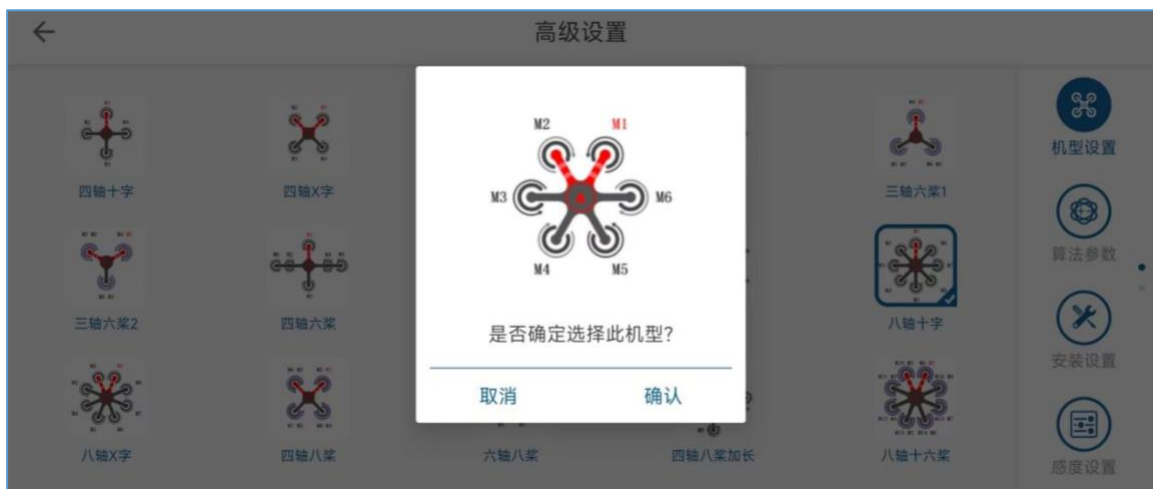 高级设置
四轴十字
四轴X字
三轴六桨1
三轴六桨2
四轴六桨
八轴十字
八轴X字
四轴八桨
六轴八桨
四轴八桨加长
八轴十六桨
M2
M1
M3
M6
M4
M5
是否确定选择此机型?
取消
确认
机型设置
算法参数
安装设置
感度设置